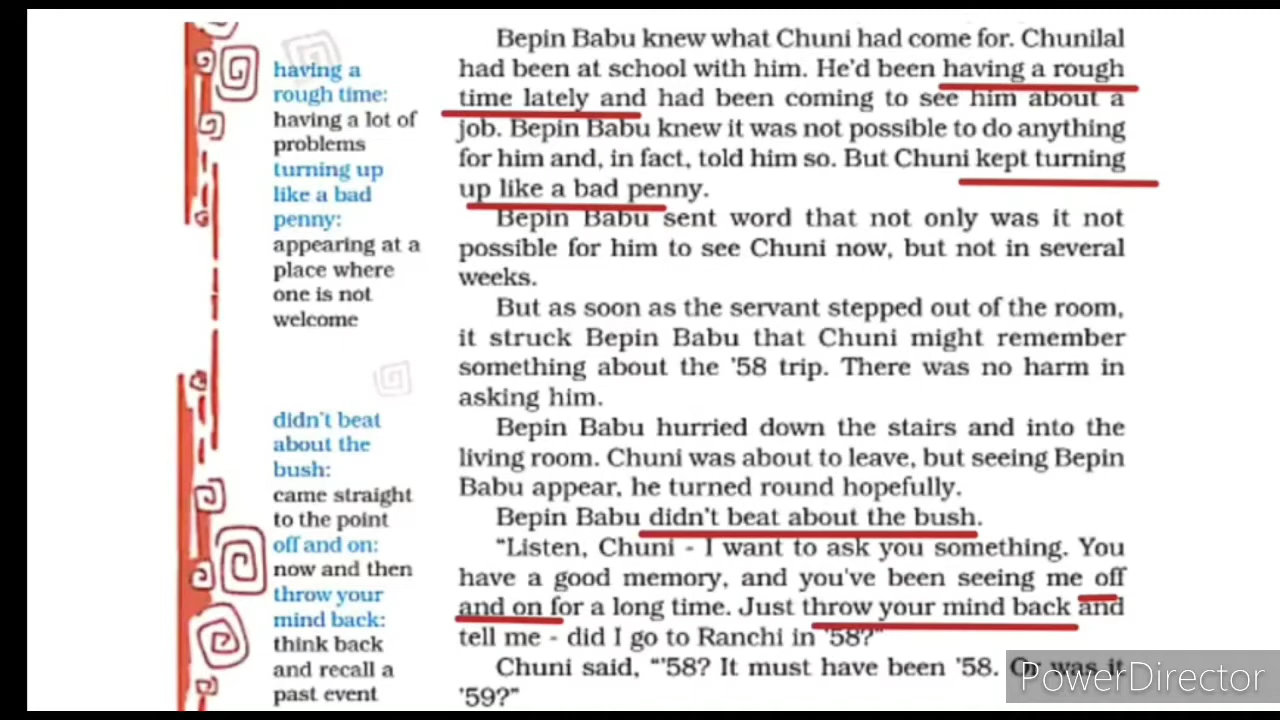 having a
rough time:
having a lot of
problems
turning up
like a bad
penny:
appearing at a
place where
one is not
welcome
didn't beat
about the
bush:
came straight
to the point
off and on:
now and then
throw your
mind back:
think back
and recall a
past event
Bepin Babu knew what Chuni had come for. Chunilal
had been at school with him. He'd been having a rough
time lately and had been coming to see him about a
job. Bepin Babu knew it was not possible to do anything
for him and, in fact, told him so. But Chuni kept turning
up like a bad penny.
Bepin Babu sent word that not only was it not
possible for him to see Chuni now, but not in several
weeks.
But as soon as the servant stepped out of the room,
it struck Bepin Babu that Chuni might remember
something about the '58 trip. There was no harm in
asking him.
Bepin Babu hurried down the stairs and into the
living room. Chuni was about to leave, but seeing Bepin
Babu appear, he turned round hopefully.
Bepin Babu didn't beat about the bush.
“Listen, Chuni - I want to ask you something. You
have a good memory, and you've been seeing me off
and on for a long time. Just throw your mind back and
tell me - did I go to Ranchi in '58?”
Chuni said, “'58? It must have been '58. Or was it
'59?”
PowerDirector